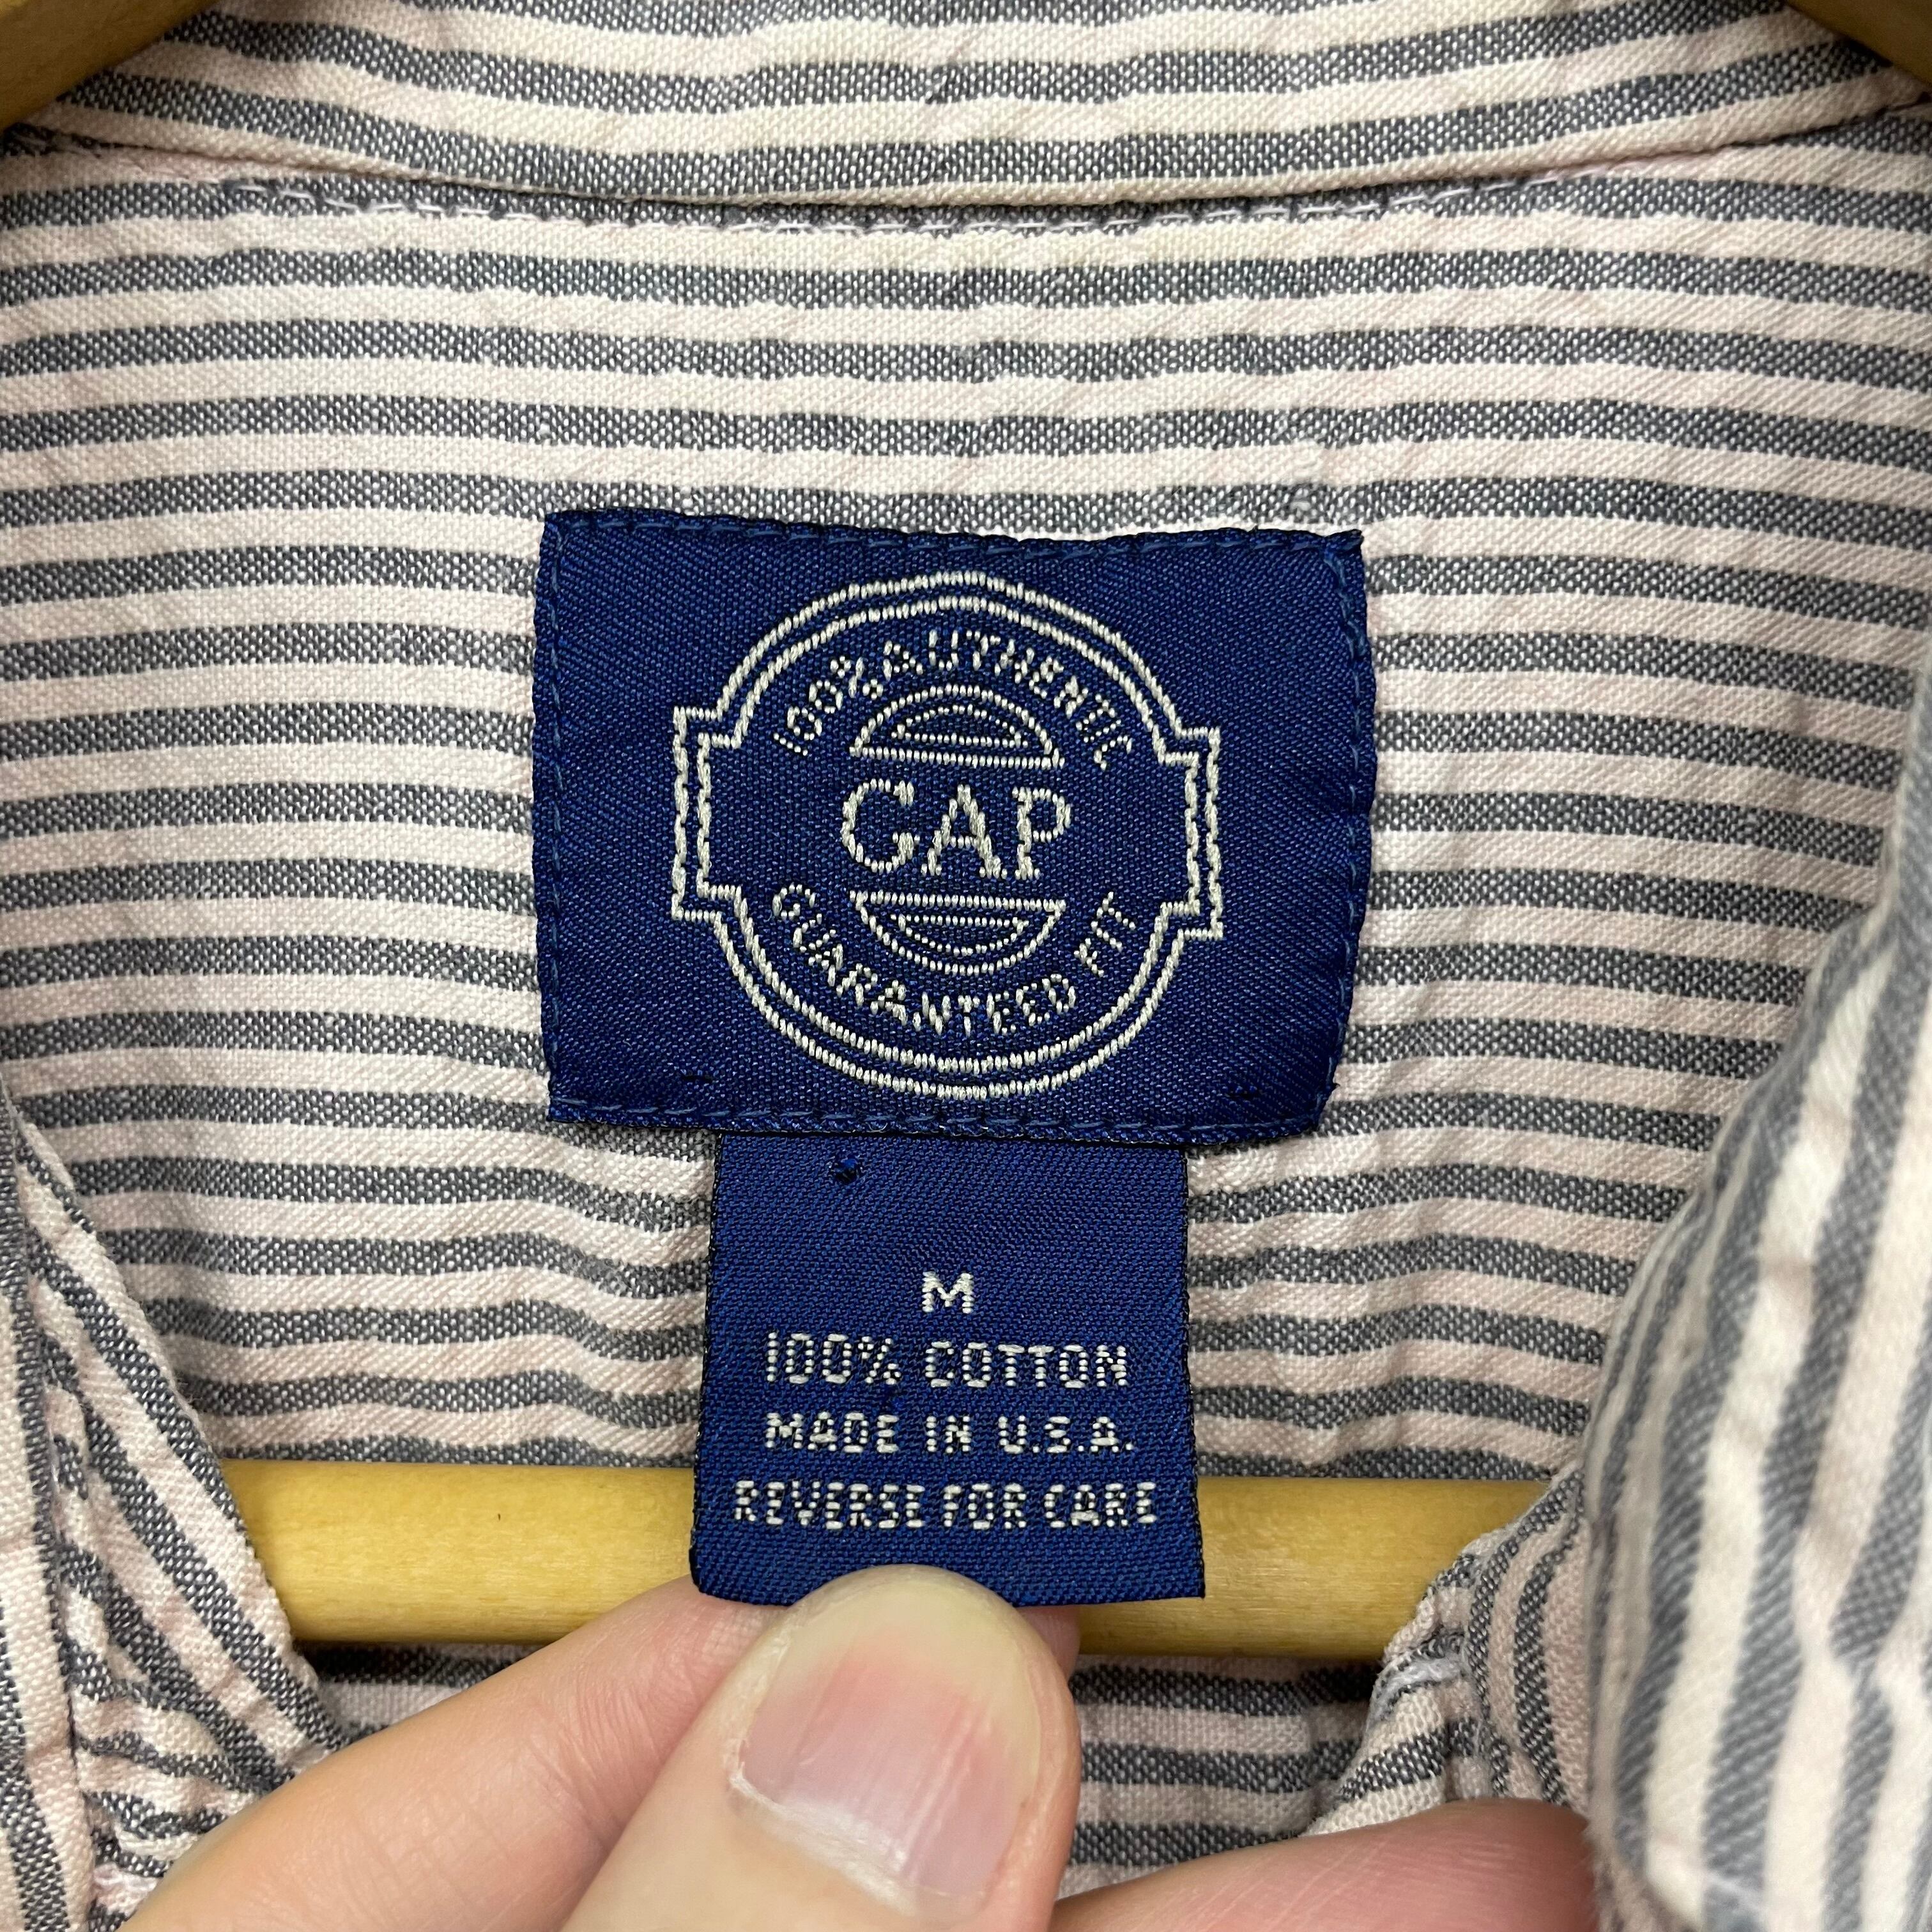 100% AUTHENTIC
GAP
GUARANTEED FIT
M
100% COTTON
MADE IN U.S.A.
REVERSE FOR CARE